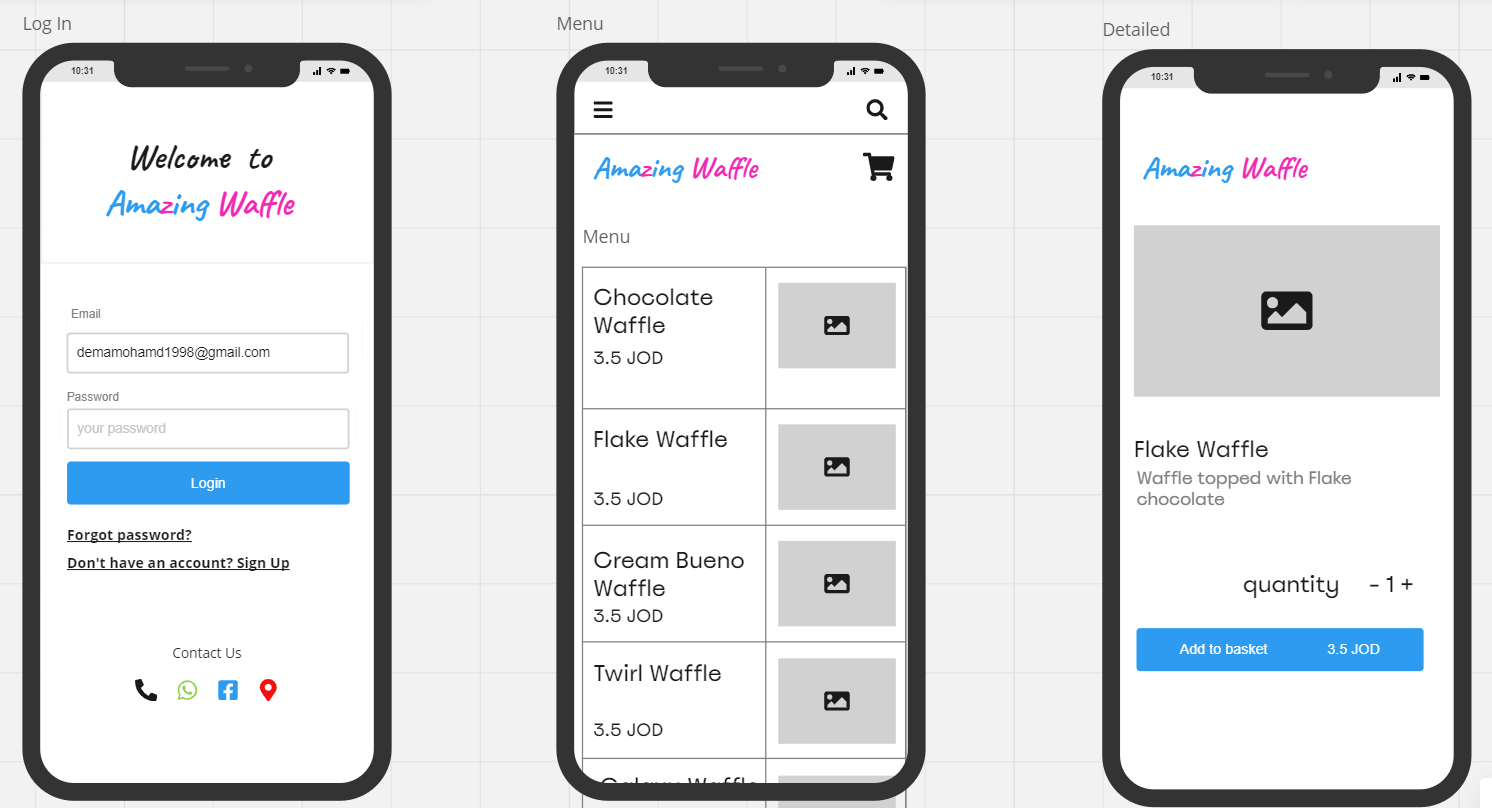 Log In
10:31
Welcome to
Amazing Waffle
Email
demamohamd1998@gmail.com
Password
your password
Login
Forgot password?
Don't have an account? Sign Up
Contact Us
Menu
10:31
Amazing Waffle
Menu
Chocolate
Waffle
3.5 JOD
Flake Waffle
3.5 JOD
Cream Bueno
Waffle
3.5 JOD
Twirl Waffle
3.5 JOD
Galaxy Waffle
Detailed
10:31
Amazing Waffle
Flake Waffle
Waffle topped with Flake
chocolate
quantity - 1 +
Add to basket 3.5 JOD